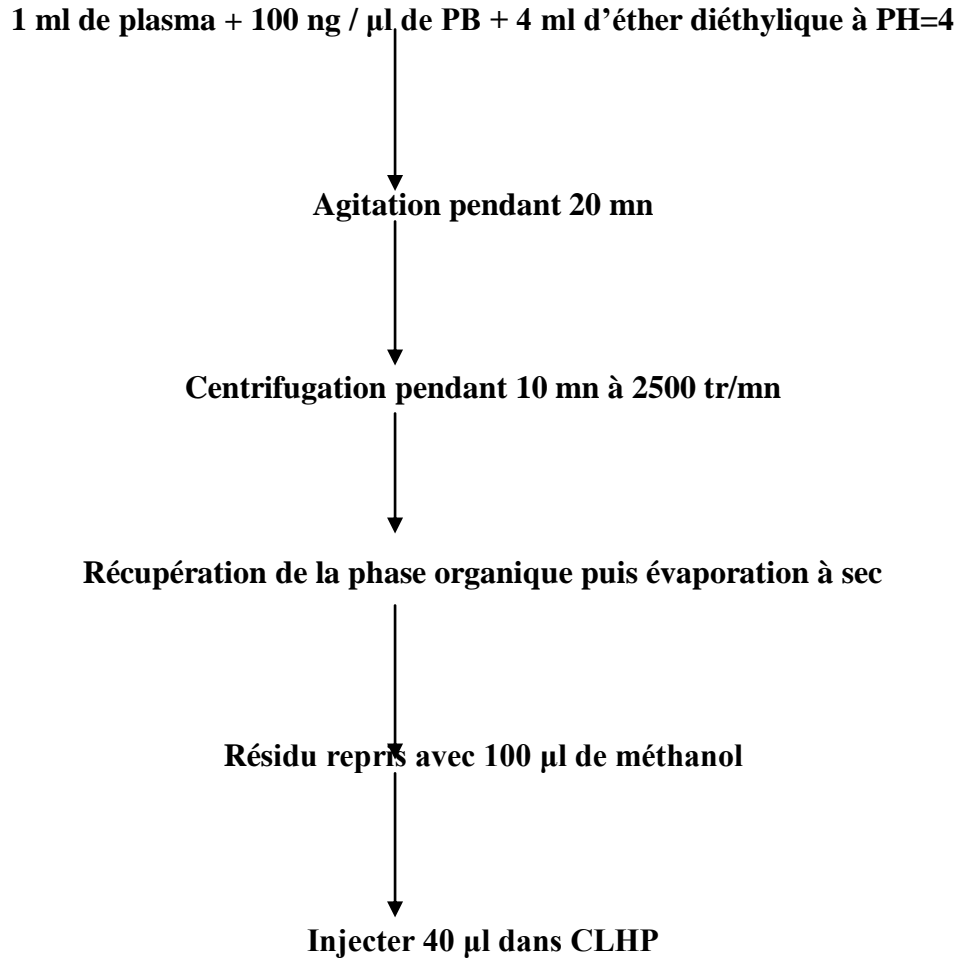 1 ml de plasma + 100 ng / µl de PB + 4 ml d’éther diéthylique à PH=4
Agitation pendant 20 mn
Centrifugation pendant 10 mn à 2500 tr/mn
Récupération de la phase organique puis évaporation à sec
Résidu repris avec 100 µl de méthanol
Injecter 40 µl dans CLHP